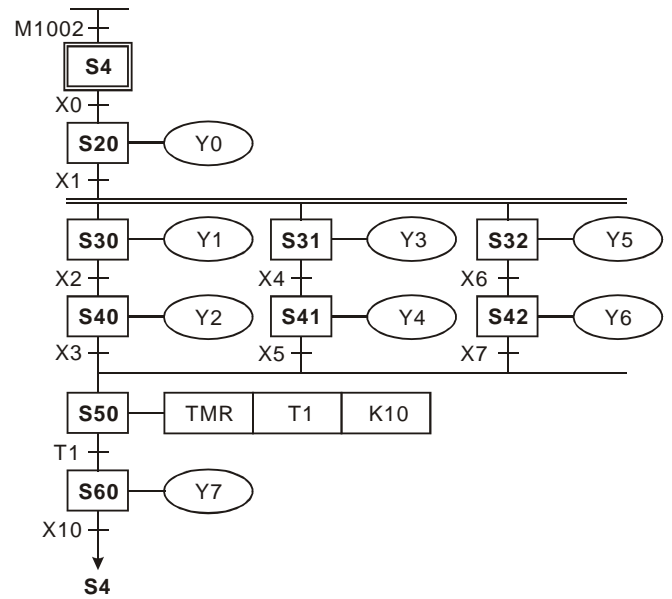 M1002
S4
X0
S20 Y0
X1
S30 Y1 S31 Y3 S32 Y5
X2 X4 X6
S40 Y2 S41 Y4 S42 Y6
X3 X5 X7
S50 TMR T1 K10
T1
S60 Y7
X10
S4